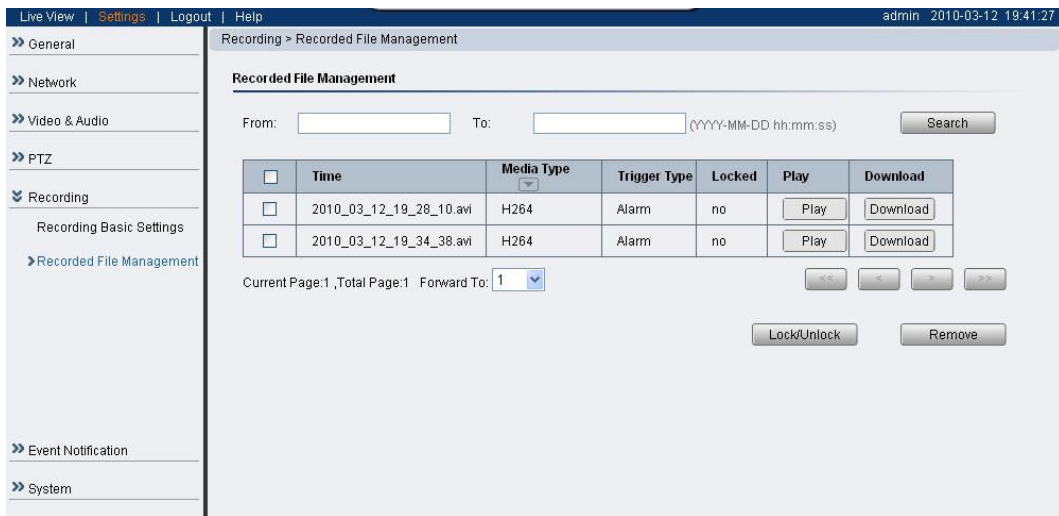 Live View | Settings | Logout | Help
admin 2010-03-12 19:41:27
General
Network
Video & Audio
PTZ
Recording
Recording Basic Settings
Recorded File Management
Event Notification
System
Recording > Recorded File Management
Recorded File Management
From: To: (YYYY-MM-DD hh:mm:ss) Search
Time Media Type Trigger Type Locked Play Download
2010_03_12_19_28_10.avi H264 Alarm no Play Download
2010_03_12_19_34_38.avi H264 Alarm no Play Download
Current Page:1 ,Total Page:1 Forward To: 1 << < > >>
Lock/Unlock Remove